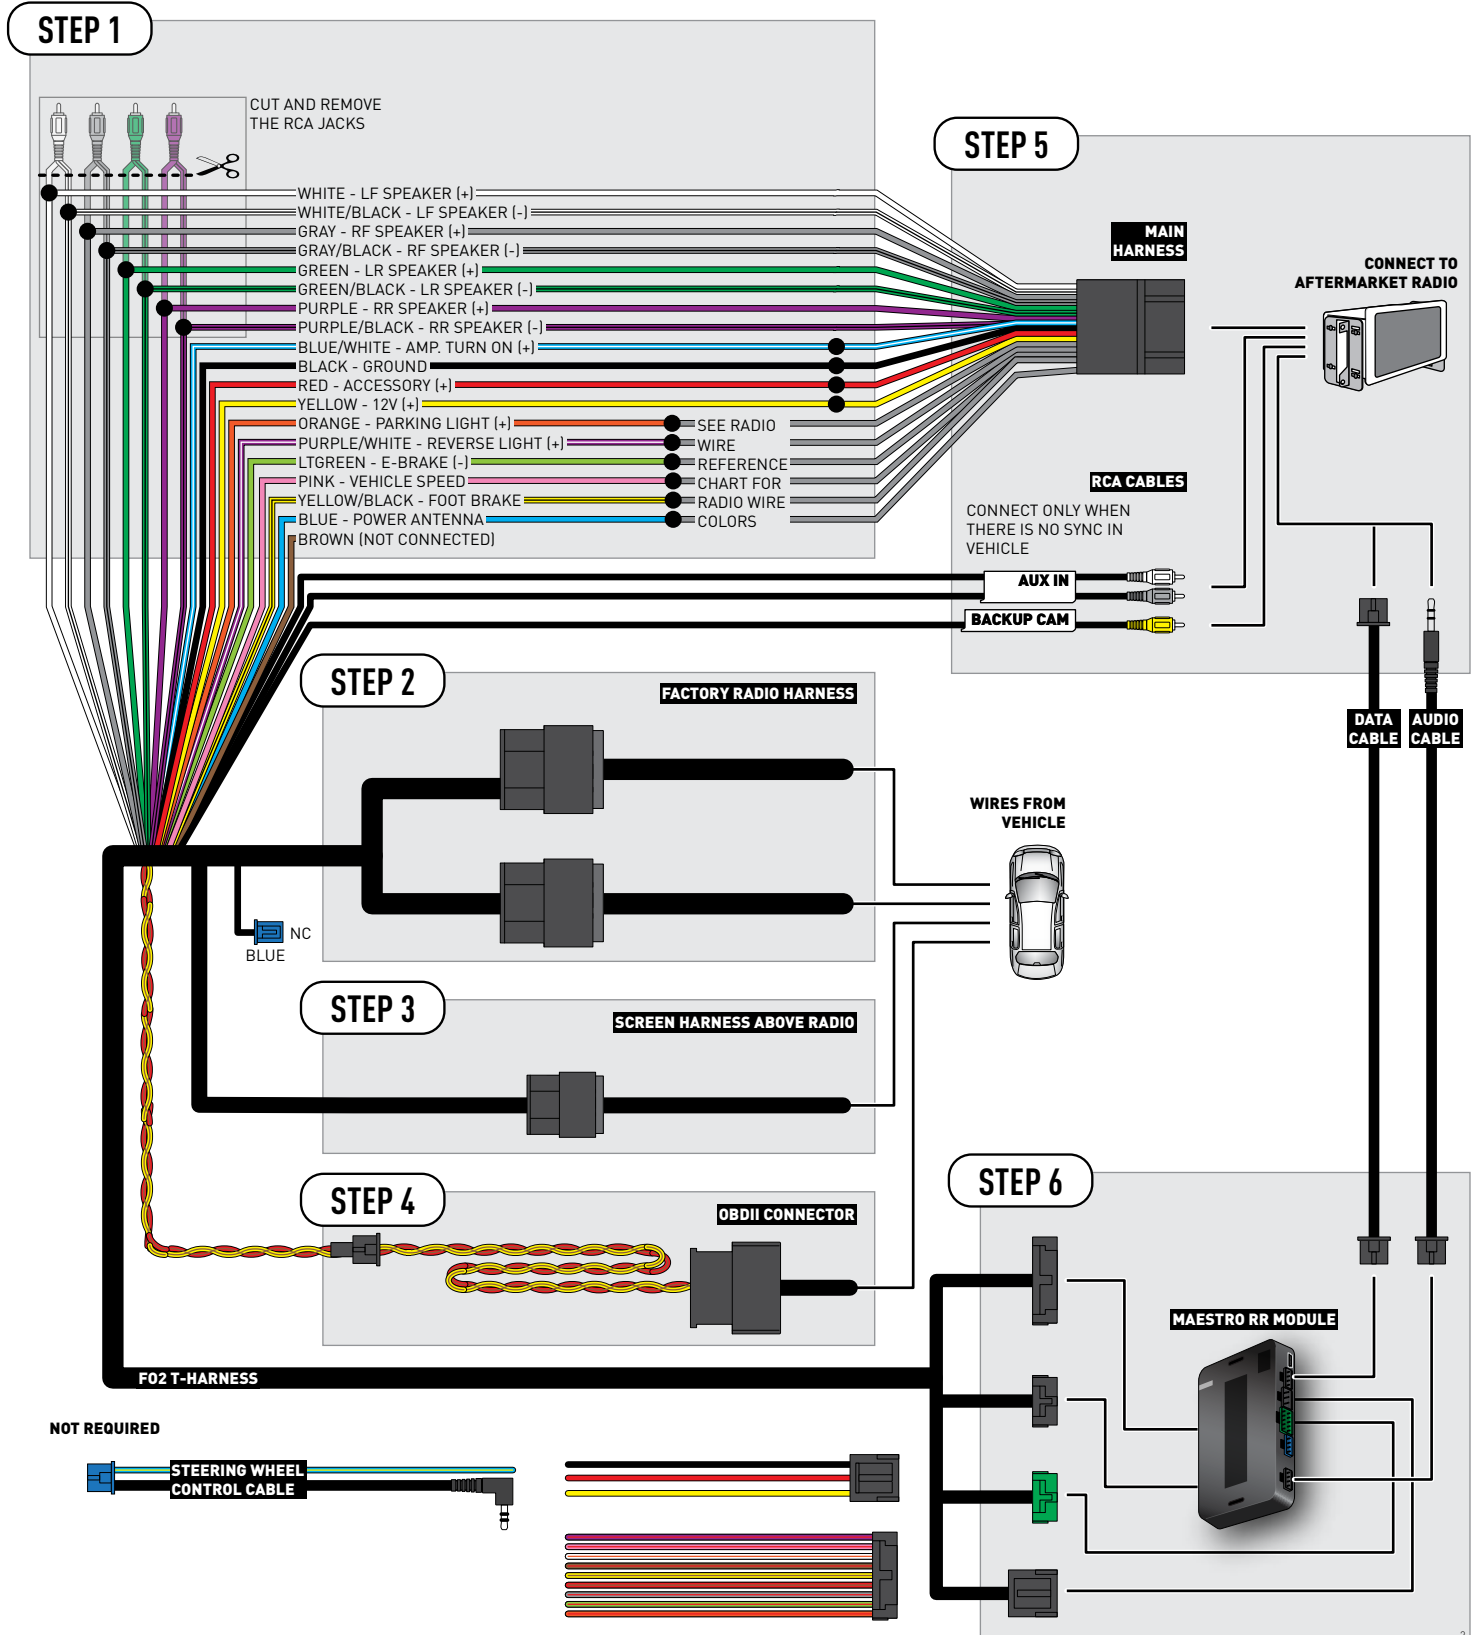 STEP 1
CUT AND REMOVE
THE RCA JACKS
WHITE - LF SPEAKER (+)
WHITE/BLACK - LF SPEAKER (-)
GRAY - RF SPEAKER (+)
GRAY/BLACK - RF SPEAKER (-)
GREEN - LR SPEAKER (+)
GREEN/BLACK - LR SPEAKER (-)
PURPLE - RR SPEAKER (+)
PURPLE/BLACK - RR SPEAKER (-)
BLUE/WHITE - AMP. TURN ON (+)
BLACK - GROUND
RED - ACCESSORY (+)
YELLOW - 12V (+)
ORANGE - PARKING LIGHT (+)
PURPLE/WHITE - REVERSE LIGHT (+)
LTGREEN - E-BRAKE (-)
PINK - VEHICLE SPEED
YELLOW/BLACK - FOOT BRAKE
BLUE - POWER ANTENNA
BROWN (NOT CONNECTED)
SEE RADIO
WIRE
REFERENCE
CHART FOR
RADIO WIRE
COLORS
STEP 5
MAIN
HARNESS
CONNECT TO
AFTERMARKET RADIO
RCA CABLES
CONNECT ONLY WHEN
THERE IS NO SYNC IN
VEHICLE
AUX IN
BACKUP CAM
DATA
CABLE
AUDIO
CABLE
STEP 2
FACTORY RADIO HARNESS
WIRES FROM
VEHICLE
NC
BLUE
STEP 3
SCREEN HARNESS ABOVE RADIO
STEP 4
OBDII CONNECTOR
STEP 6
MAESTRO RR MODULE
FO2 T-HARNESS
NOT REQUIRED
STEERING WHEEL
CONTROL CABLE